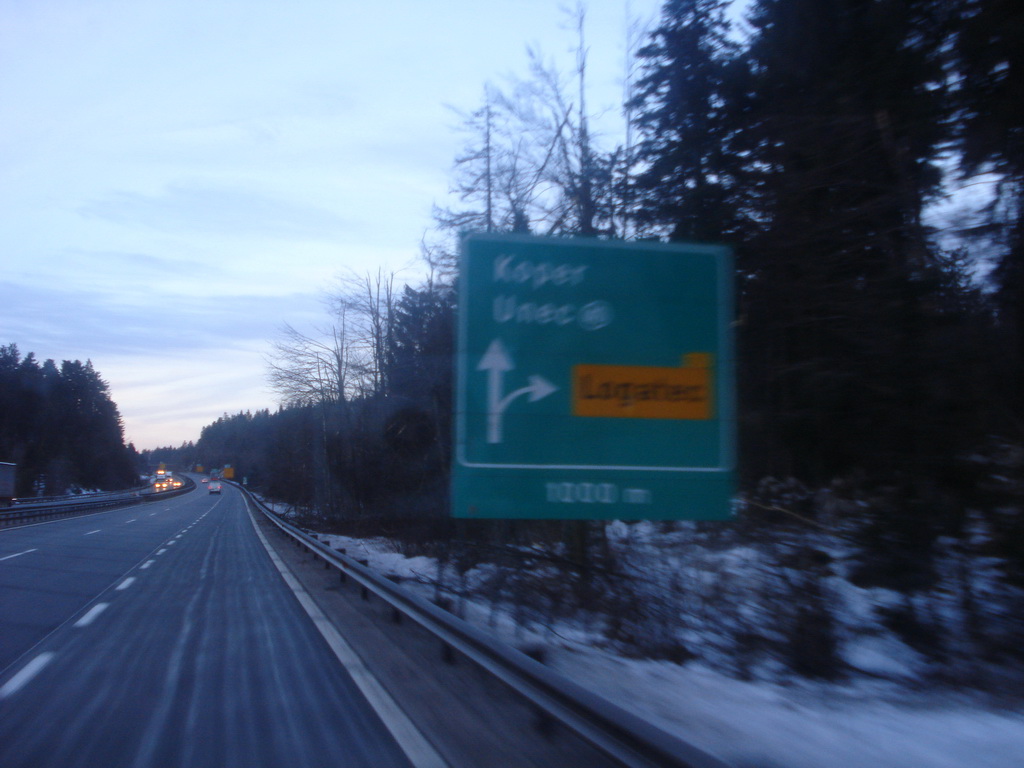 Koper
Unec
Logatec
1000 m